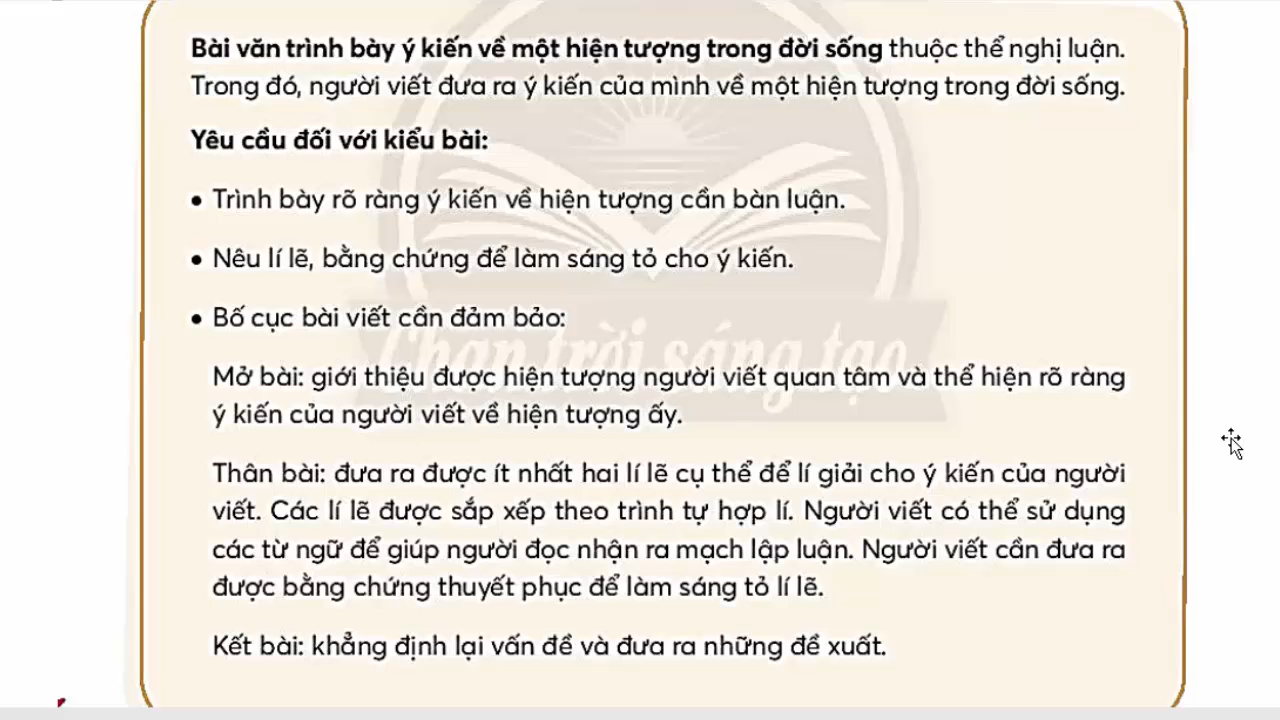 Bài văn trình bày ý kiến về một hiện tượng trong đời sống thuộc thể nghị luận.
Trong đó, người viết đưa ra ý kiến của mình về một hiện tượng trong đời sống.
Yêu cầu đối với kiểu bài:
• Trình bày rõ ràng ý kiến về hiện tượng cần bàn luận.
• Nêu lí lẽ, bằng chứng để làm sáng tỏ cho ý kiến.
• Bố cục bài viết cần đảm bảo:
Chân trời sáng tạo
Mở bài: giới thiệu được hiện tượng người viết quan tâm và thể hiện rõ ràng
ý kiến của người viết về hiện tượng ấy.
Thân bài: đưa ra được ít nhất hai lí lẽ cụ thể để lí giải cho ý kiến của người
viết. Các lí lẽ được sắp xếp theo trình tự hợp lí. Người viết có thể sử dụng
các từ ngữ để giúp người đọc nhận ra mạch lập luận. Người viết cần đưa ra
được bằng chứng thuyết phục để làm sáng tỏ lí lẽ.
Kết bài: khẳng định lại vấn đề và đưa ra những đề xuất.